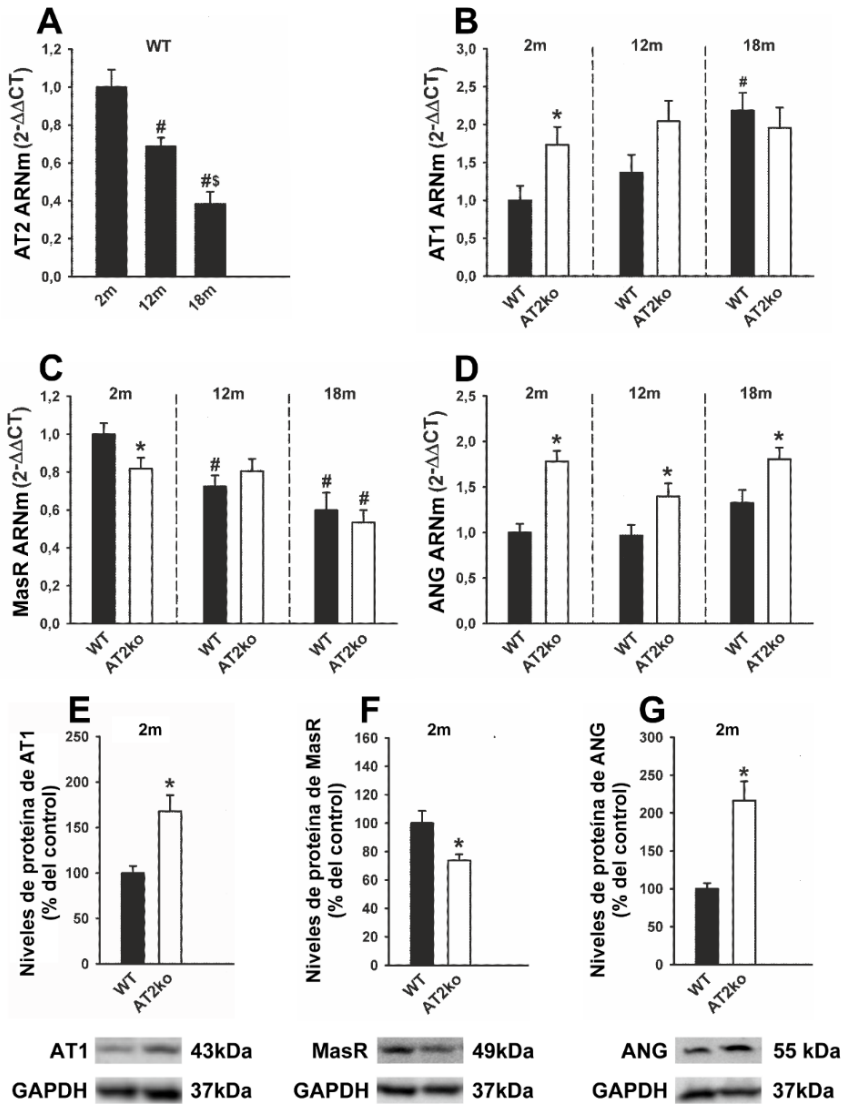 A
WT
AT2 ARNm (2-ΔΔCT)
1,2
1,0
0,8
0,6
0,4
0,2
0,0
#
#$
2m
12m
18m
B
2m
12m
18m
AT1 ARNm (2-ΔΔCT)
3,0
2,5
2,0
1,5
1,0
0,5
0,0
*
#
WT
AT2ko
WT
AT2ko
WT
AT2ko
C
2m
12m
18m
MasR ARNm (2-ΔΔCT)
1,2
1,0
0,8
0,6
0,4
0,2
0,0
*
#
#
#
WT
AT2ko
WT
AT2ko
WT
AT2ko
D
2m
12m
18m
ANG ARNm (2-ΔΔCT)
2,5
2,0
1,5
1,0
0,5
0,0
*
*
*
WT
AT2ko
WT
AT2ko
WT
AT2ko
E
2m
Niveles de proteína de AT1
(% del control)
250
200
150
100
50
0
*
WT
AT2ko
AT1
43kDa
GAPDH
37kDa
F
2m
Niveles de proteína de MasR
(% del control)
160
140
120
100
80
60
40
20
0
*
WT
AT2ko
MasR
49kDa
GAPDH
37kDa
G
2m
Niveles de proteína de ANG
(% del control)
300
250
200
150
100
50
0
*
WT
AT2ko
ANG
55 kDa
GAPDH
37kDa